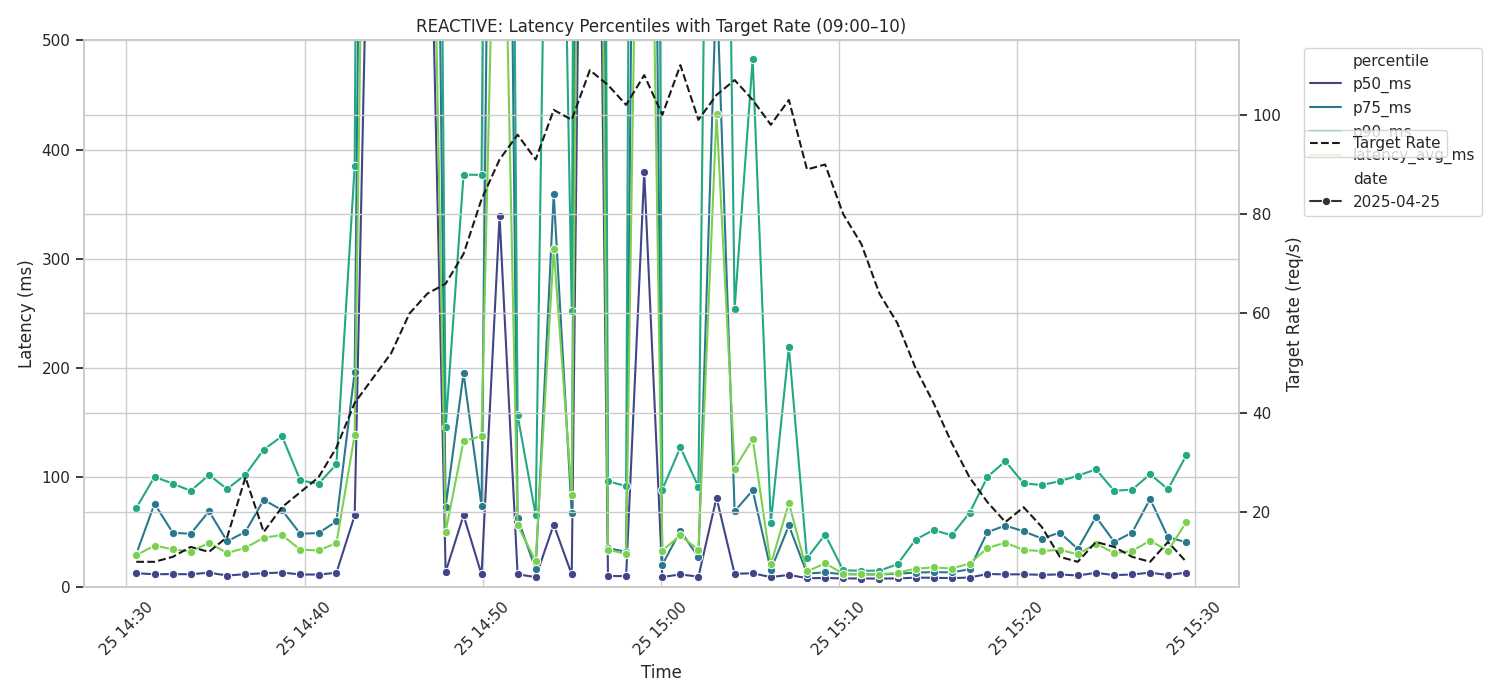 REACTIVE: Latency Percentiles with Target Rate (09:00–10)
500
400
300
200
100
0
Latency (ms)
25 14:30
25 14:40
25 14:50
25 15:00
25 15:10
25 15:20
25 15:30
Time
100
80
60
40
20
Target Rate (req/s)
percentile
p50_ms
p75_ms
p90_ms
Target Rate
latency_avg_ms
date
2025-04-25